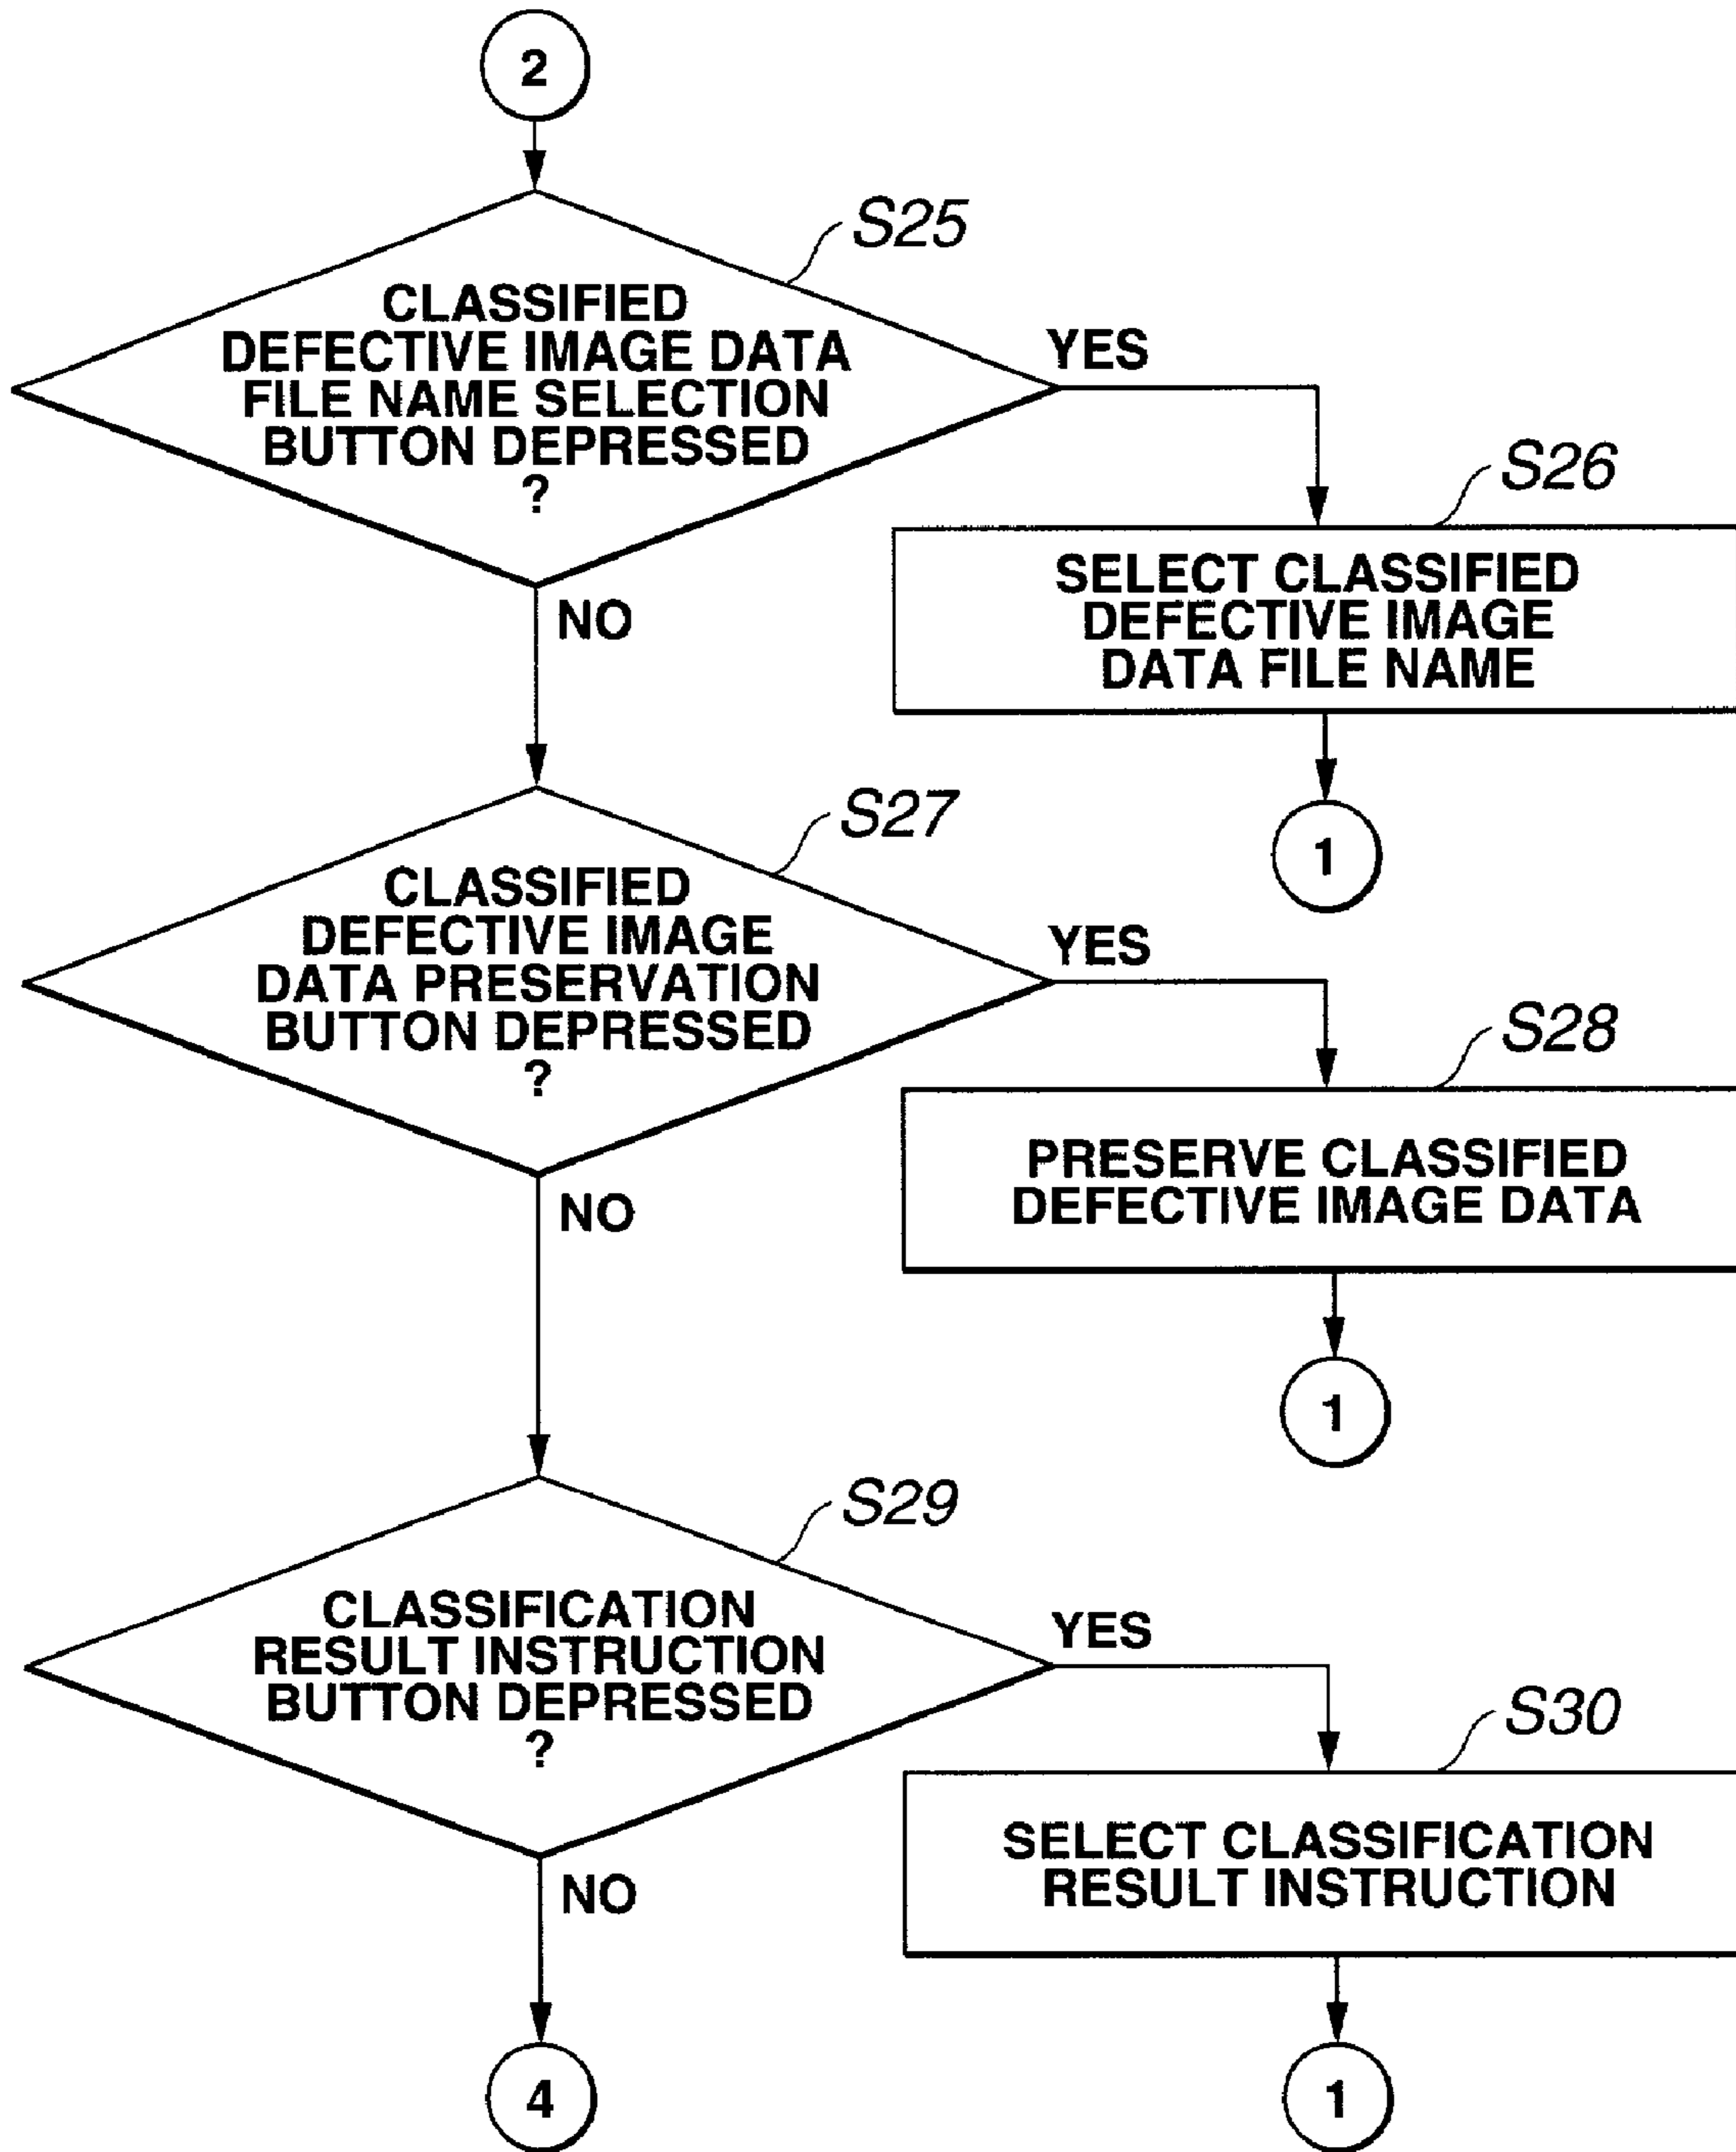 2
S25
CLASSIFIED
DEFECTIVE IMAGE DATA
FILE NAME SELECTION
BUTTON DEPRESSED
?
YES
S26
SELECT CLASSIFIED
DEFECTIVE IMAGE
DATA FILE NAME
1
NO
S27
CLASSIFIED
DEFECTIVE IMAGE
DATA PRESERVATION
BUTTON DEPRESSED
?
YES
S28
PRESERVE CLASSIFIED
DEFECTIVE IMAGE DATA
1
NO
S29
CLASSIFICATION
RESULT INSTRUCTION
BUTTON DEPRESSED
?
YES
S30
SELECT CLASSIFICATION
RESULT INSTRUCTION
1
NO
4